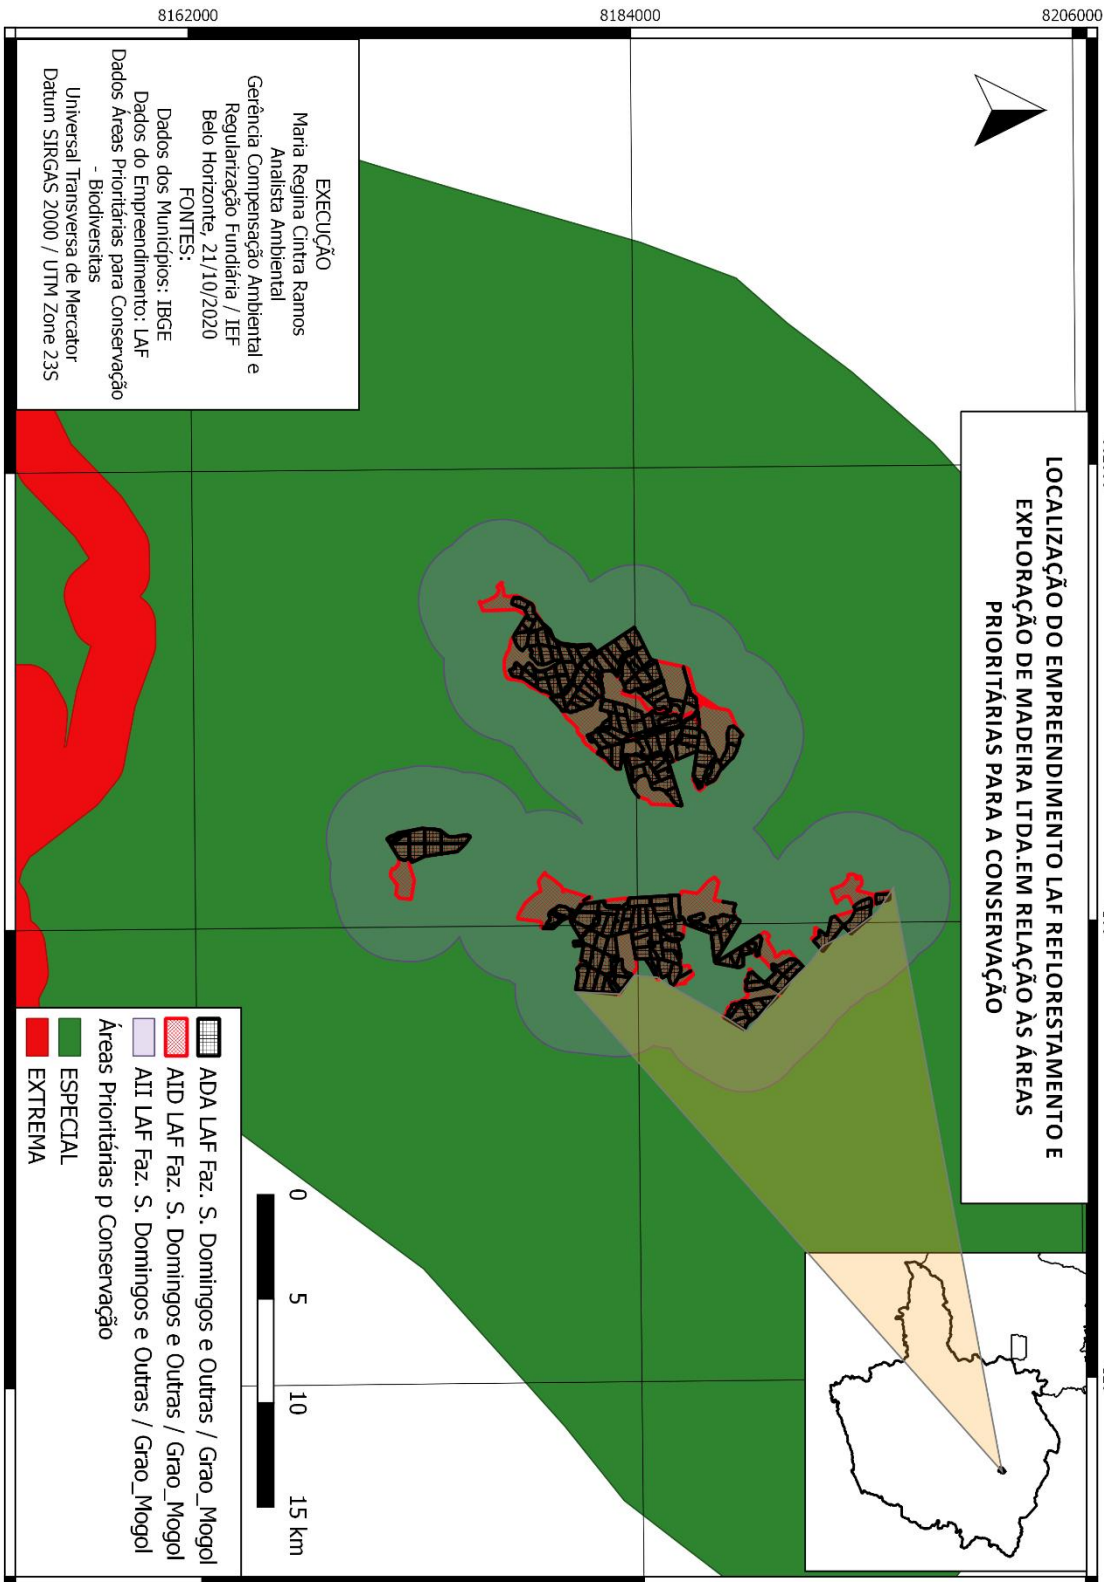 8162000
8184000
8206000
LOCALIZAÇÃO DO EMPREENDIMENTO LAF REFLORESTAMENTO E
EXPLORAÇÃO DE MADEIRA LTDA.EM RELAÇÃO ÀS ÁREAS
PRIORITÁRIAS PARA A CONSERVAÇÃO
EXECUÇÃO
Maria Regina Cintra Ramos
Analista Ambiental
Gerência Compensação Ambiental e
Regularização Fundiária / IEF
Belo Horizonte, 21/10/2020
FONTES:
Dados dos Municípios: IBGE
Dados do Empreendimento: LAF
Dados Áreas Prioritárias para Conservação
- Biodiversitas
Universal Transversa de Mercator
Datum SIRGAS 2000 / UTM Zone 23S
0 5 10 15 km
ADA LAF Faz. S. Domingos e Outras / Grao_Mogol
AID LAF Faz. S. Domingos e Outras / Grao_Mogol
AII LAF Faz. S. Domingos e Outras / Grao_Mogol
Áreas Prioritárias p Conservação
ESPECIAL
EXTREMA